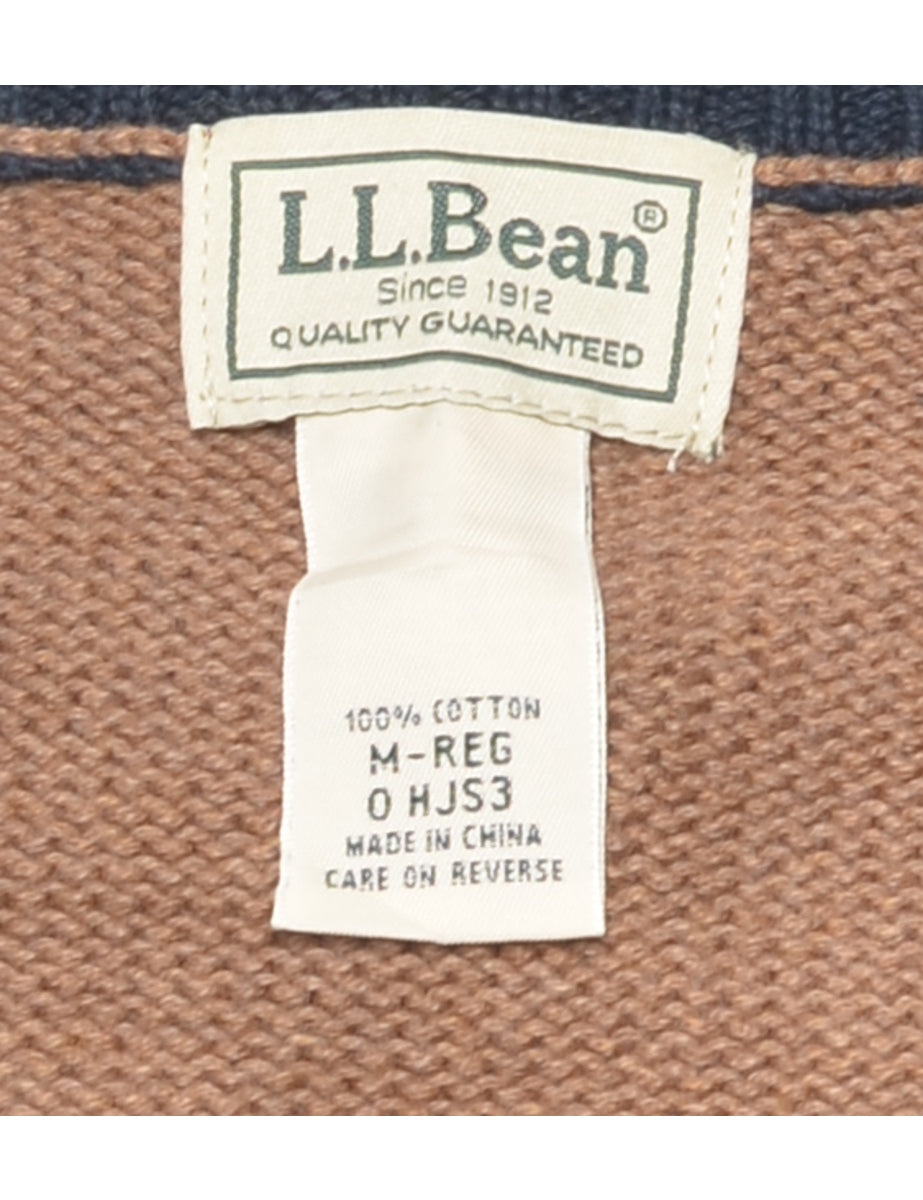 L.L.Bean®
Since 1912
QUALITY GUARANTEED
100% COTTON
M-REG
0 HJS3
MADE IN CHINA
CARE ON REVERSE